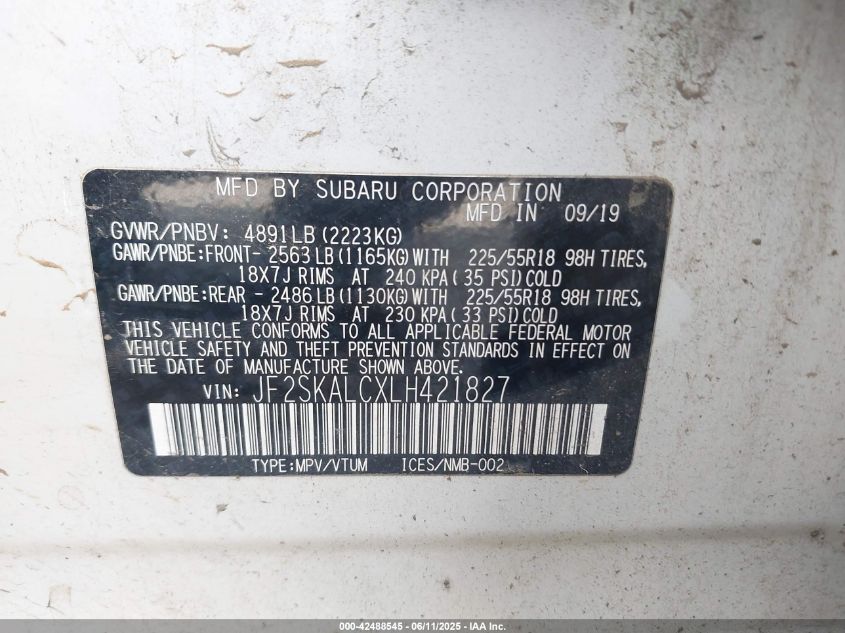 MFD BY SUBARU CORPORATION
MFD IN 09/19
GVWR/PNBV: 4891LB(2223KG)
GAWR/PNBE:FRONT- 2563LB(1165KG)WITH 225/55R18 98H TIRES,
18X7J RIMS AT 240 KPA(35 PSI)COLD
GAWR/PNBE:REAR - 2486LB(1130KG)WITH 225/55R18 98H TIRES,
18X7J RIMS AT 230 KPA(33 PSI)COLD
THIS VEHICLE CONFORMS TO ALL APPLICABLE FEDERAL MOTOR
VEHICLE SAFETY AND THEFT PREVENTION STANDARDS IN EFFECT ON
THE DATE OF MANUFACTURE SHOWN ABOVE.
VIN: JF2SKALCXLH421827
TYPE:MPV/VTUM ICES/NMB-002
000-42488545 - 06/11/2025 - IAA Inc.